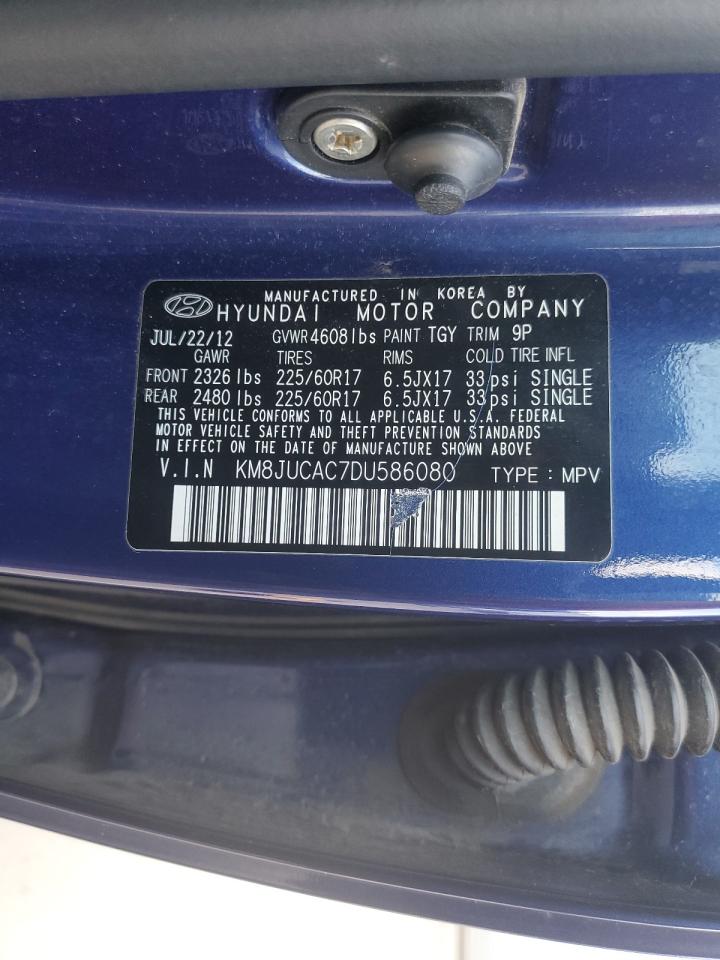 MANUFACTURED IN KOREA BY
HYUNDAI MOTOR COMPANY
JUL/22/12 GVWR 4608lbs PAINT TGY TRIM 9P
GAWR TIRES RIMS COLD TIRE INFL
FRONT 2326 lbs 225/60R17 6.5JX17 33 psi SINGLE
REAR 2480 lbs 225/60R17 6.5JX17 33 psi SINGLE
THIS VEHICLE CONFORMS TO ALL APPLICABLE U.S.A. FEDERAL
MOTOR VEHICLE SAFETY AND THEFT PREVENTION STANDARDS
IN EFFECT ON THE DATE OF MANUFACTURE SHOWN ABOVE
V.I.N KM8JUCAC7DU586080 TYPE : MPV